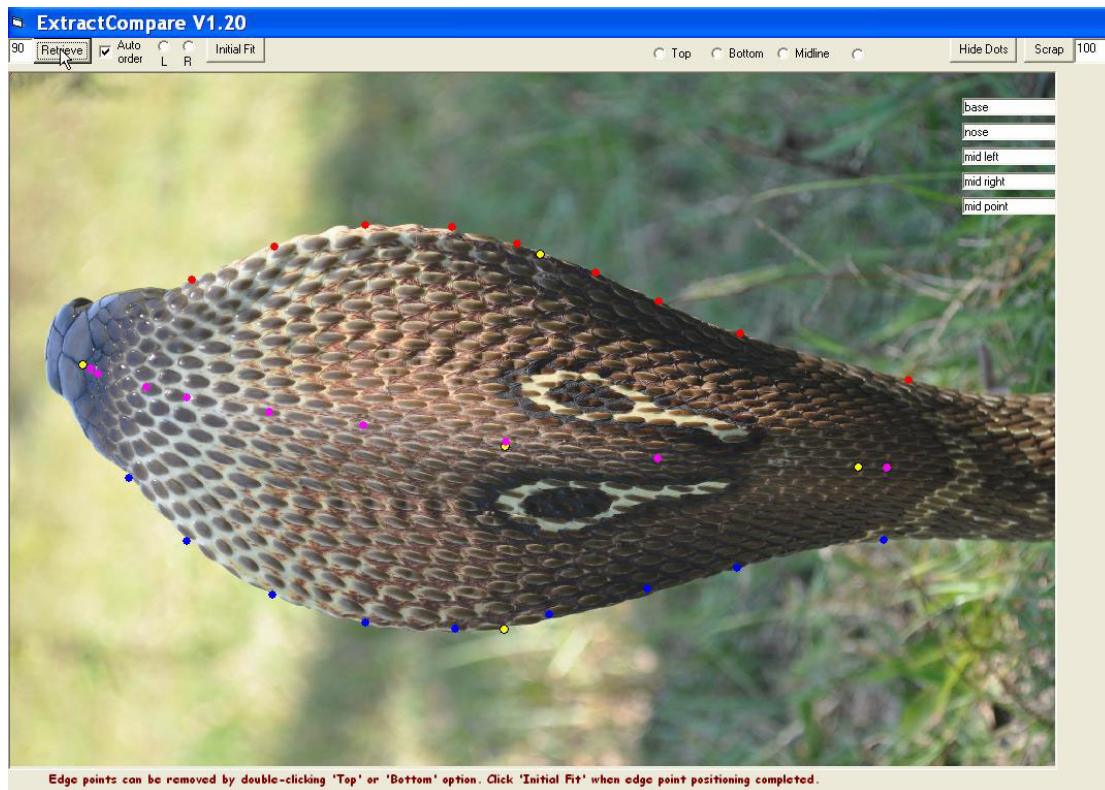 ExtractCompare V1.20
90 Retrieve Auto order L R Initial Fit Top Bottom Midline Hide Dots Scrap 100
base
nose
mid left
mid right
mid point
Edge points can be removed by double-clicking 'Top' or 'Bottom' option. Click 'Initial Fit' when edge point positioning completed.